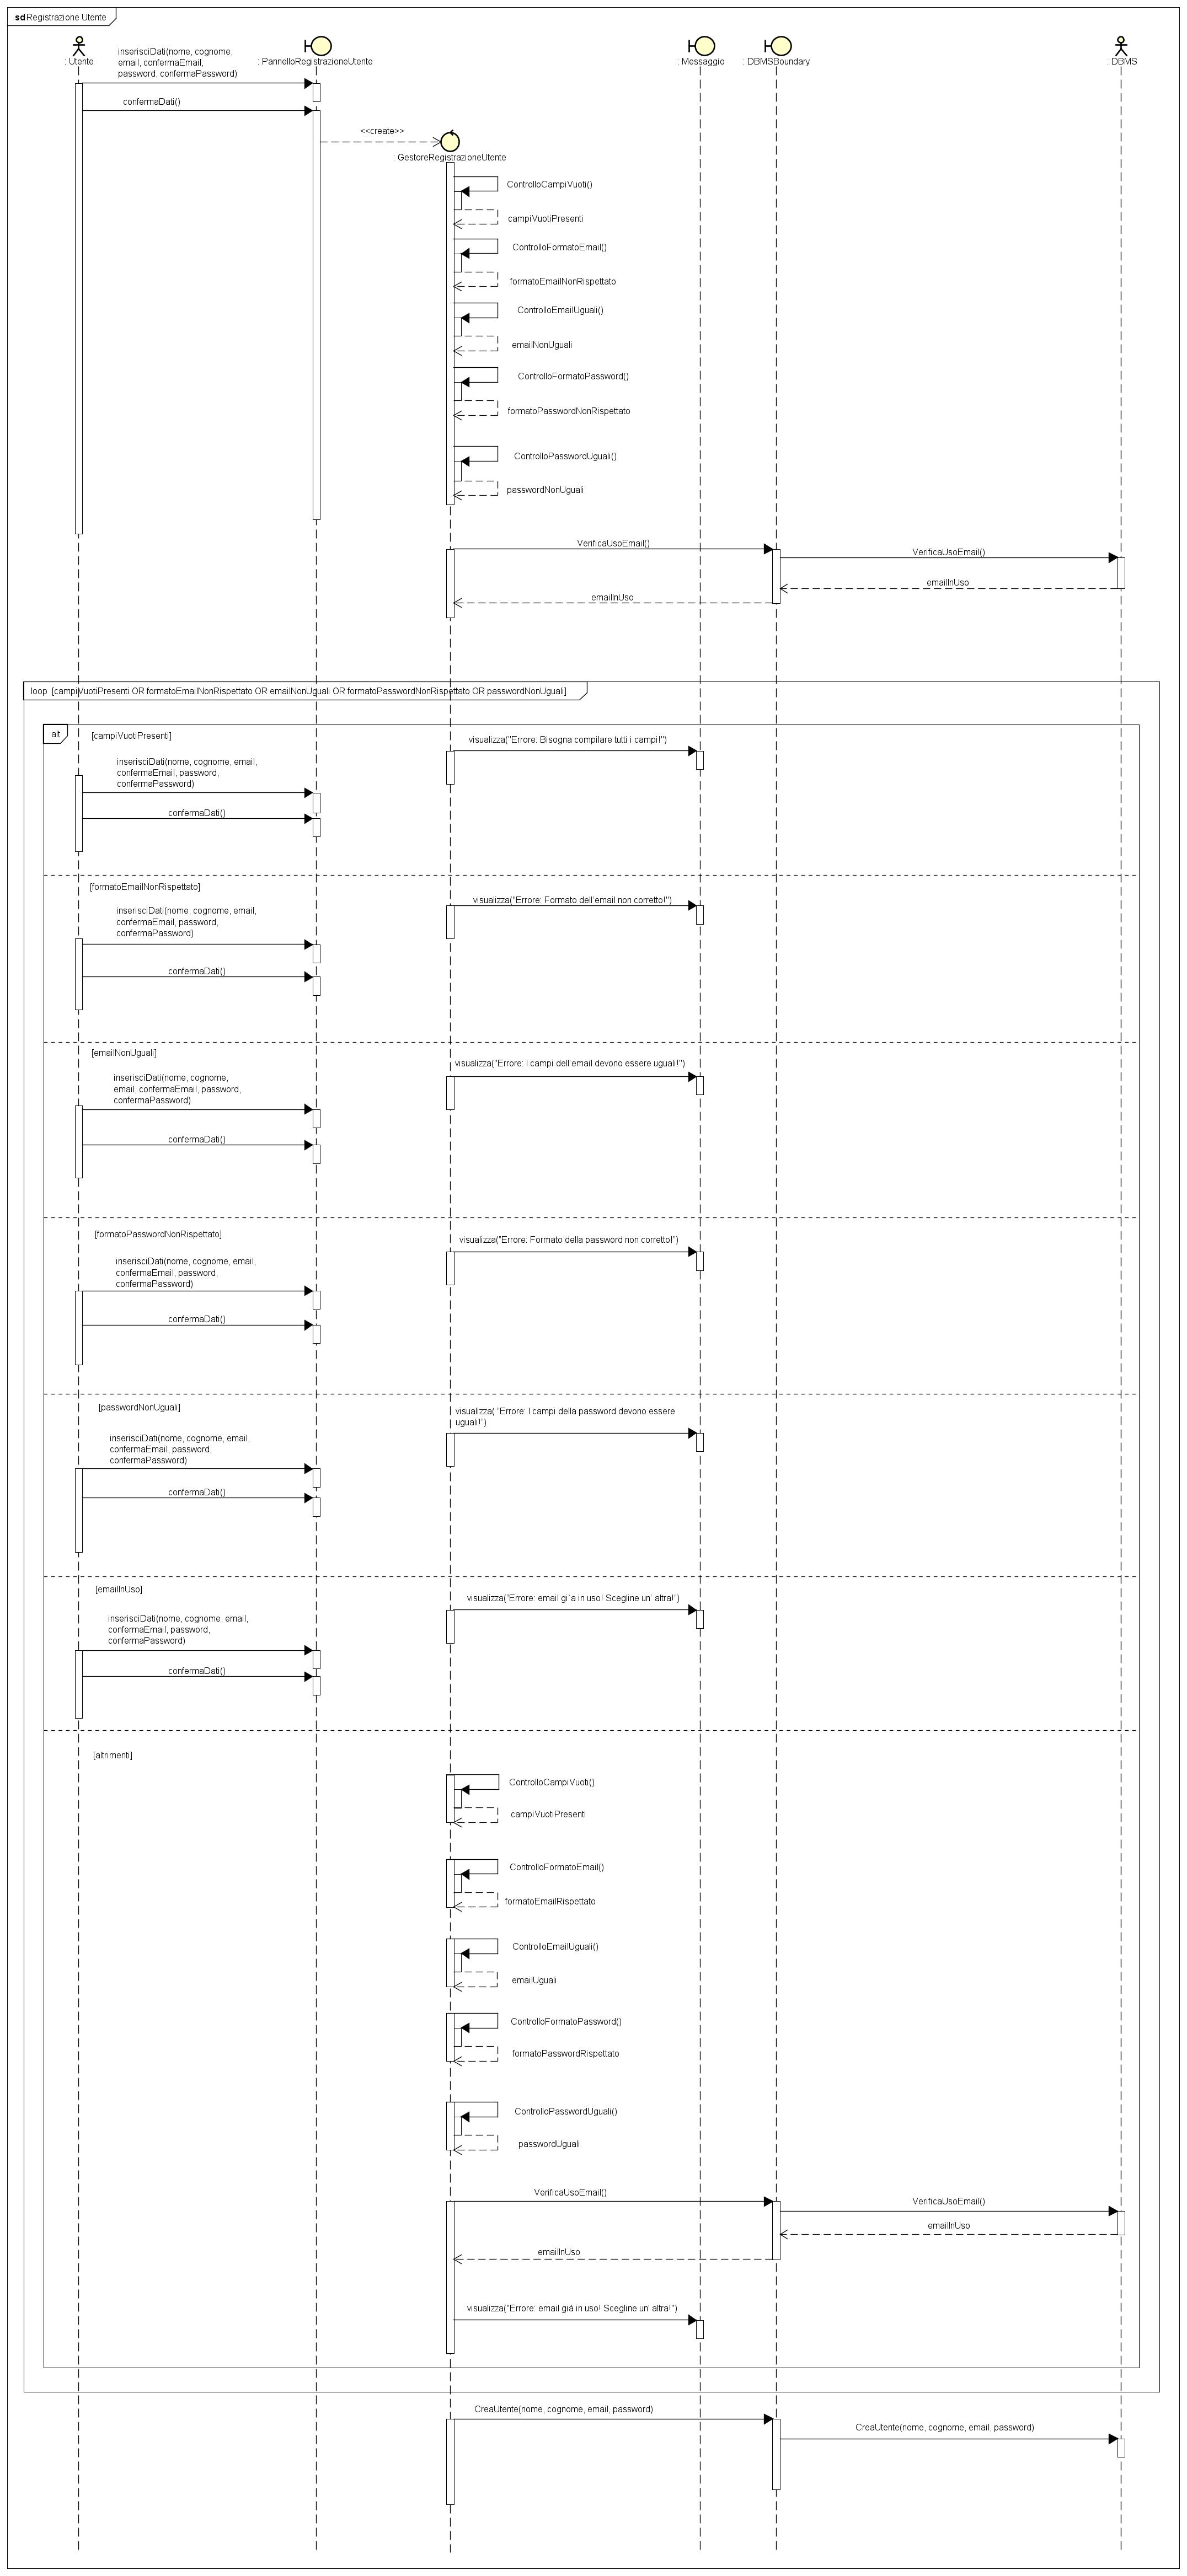 sd Registrazione Utente
: Utente
: PannelloRegistrazioneUtente
: Messaggio
: DBMSBoundary
: DBMS
inserisciDati(nome, cognome,
email, confermaEmail,
password, confermaPassword)
confermaDati()
<<create>>
: GestoreRegistrazioneUtente
ControlloCampiVuoti()
campiVuotiPresenti
ControlloFormatoEmail()
formatoEmailNonRispettato
ControlloEmailUguali()
emailNonUguali
ControlloFormatoPassword()
formatoPasswordNonRispettato
ControlloPasswordUguali()
passwordNonUguali
VerificaUsoEmail()
VerificaUsoEmail()
emailInUso
emailInUso
loop [campiVuotiPresenti OR formatoEmailNonRispettato OR emailNonUguali OR formatoPasswordNonRispettato OR passwordNonUguali]
alt
[campiVuotiPresenti]
visualizza("Errore: Bisogna compilare tutti i campi!")
inserisciDati(nome, cognome, email,
confermaEmail, password,
confermaPassword)
confermaDati()
[formatoEmailNonRispettato]
visualizza("Errore: Formato dell'email non corretto!")
inserisciDati(nome, cognome, email,
confermaEmail, password,
confermaPassword)
confermaDati()
[emailNonUguali]
visualizza("Errore: I campi dell'email devono essere uguali!")
inserisciDati(nome, cognome,
email, confermaEmail, password,
confermaPassword)
confermaDati()
[formatoPasswordNonRispettato]
visualizza("Errore: Formato della password non corretto!")
inserisciDati(nome, cognome, email,
confermaEmail, password,
confermaPassword)
confermaDati()
[passwordNonUguali]
visualizza( "Errore: I campi della password devono essere
uguali!")
inserisciDati(nome, cognome, email,
confermaEmail, password,
confermaPassword)
confermaDati()
[emailInUso]
visualizza("Errore: email gi`a in uso! Scegline un' altra!")
inserisciDati(nome, cognome, email,
confermaEmail, password,
confermaPassword)
confermaDati()
[altrimenti]
ControlloCampiVuoti()
campiVuotiPresenti
ControlloFormatoEmail()
formatoEmailRispettato
ControlloEmailUguali()
emailUguali
ControlloFormatoPassword()
formatoPasswordRispettato
ControlloPasswordUguali()
passwordUguali
VerificaUsoEmail()
VerificaUsoEmail()
emailInUso
emailInUso
visualizza("Errore: email già in uso! Scegline un' altra!")
CreaUtente(nome, cognome, email, password)
CreaUtente(nome, cognome, email, password)